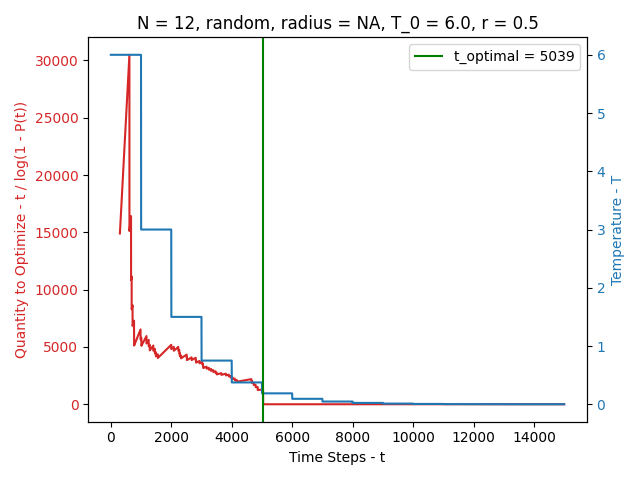 N = 12, random, radius = NA, T_0 = 6.0, r = 0.5
t_optimal = 5039
Quantity to Optimize - t / log(1 - P(t))
30000
25000
20000
15000
10000
5000
0
6
5
4
3
2
1
0
Temperature - T
0 2000 4000 6000 8000 10000 12000 14000
Time Steps - t